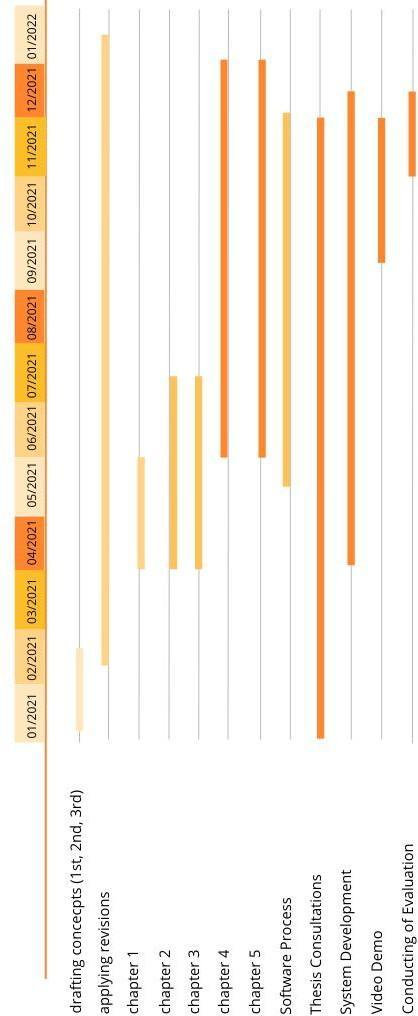 01/2021
02/2021
03/2021
04/2021
05/2021
06/2021
07/2021
08/2021
09/2021
10/2021
11/2021
12/2021
01/2022
drafting concecpts (1st, 2nd, 3rd)
applying revisions
chapter 1
chapter 2
chapter 3
chapter 4
chapter 5
Software Process
Thesis Consultations
System Development
Video Demo
Conducting of Evaluation